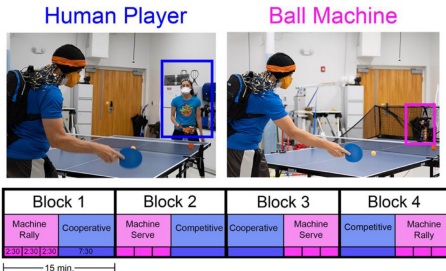 Human Player Ball Machine
Block 1 Block 2 Block 3 Block 4
Machine Rally Cooperative Machine Serve Competitive Cooperative Machine Serve Competitive Machine Rally
2:30 2:30 2:30 7:30
15 min.